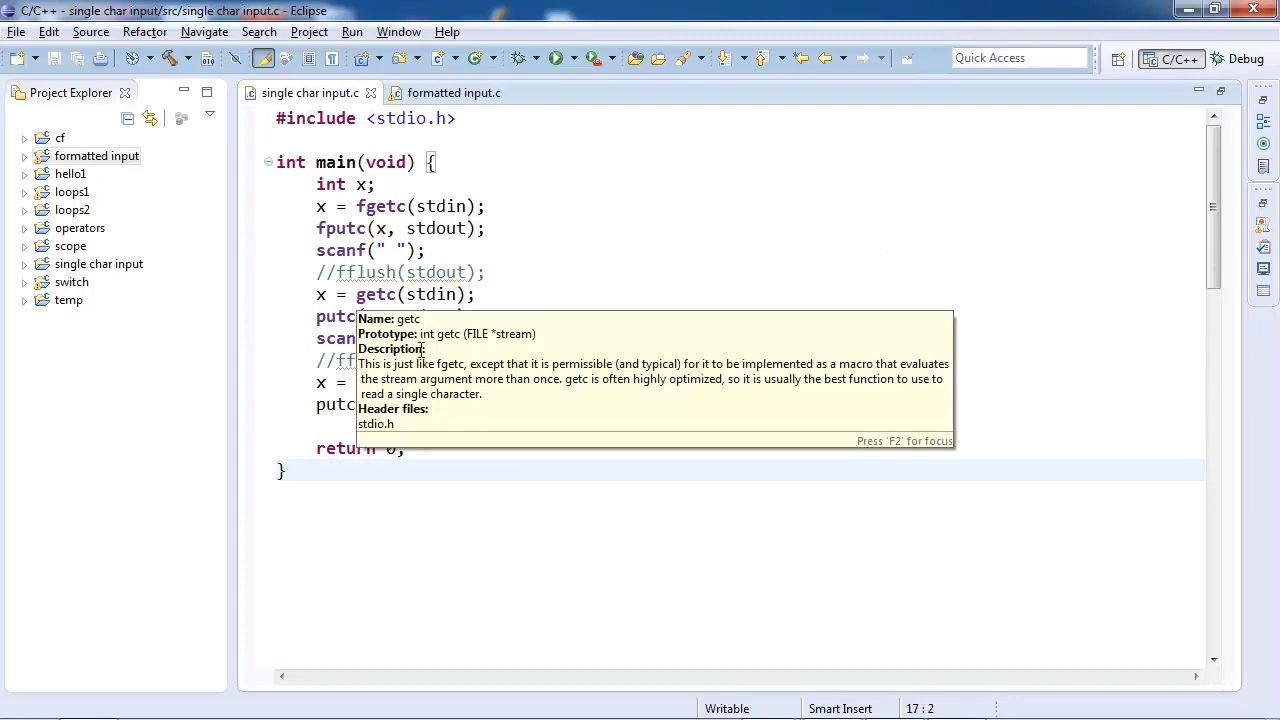 C/C++ - single char input/src/single char input.c - Eclipse
File Edit Source Refactor Navigate Search Project Run Window Help
Quick Access C/C++ Debug
Project Explorer
cf
formatted input
hello1
loops1
loops2
operators
scope
single char input
switch
temp
single char input.c formatted input.c
#include <stdio.h>
int main(void) {
int x;
x = fgetc(stdin);
fputc(x, stdout);
scanf(" ");
//fflush(stdout);
x = getc(stdin);
putc
scan
//ff
x =
putc
return 0;
}
Name: getc
Prototype: int getc (FILE *stream)
Description:
This is just like fgetc, except that it is permissible (and typical) for it to be implemented as a macro that evaluates
the stream argument more than once. getc is often highly optimized, so it is usually the best function to use to
read a single character.
Header files:
stdio.h
Press 'F2' for focus
Writable Smart Insert 17 : 2